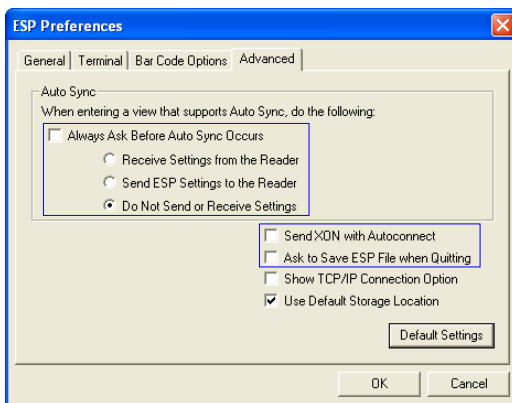 ESP Preferences
General Terminal Bar Code Options Advanced
Auto Sync
When entering a view that supports Auto Sync, do the following:
Always Ask Before Auto Sync Occurs
Receive Settings from the Reader
Send ESP Settings to the Reader
Do Not Send or Receive Settings
Send XON with Autoconnect
Ask to Save ESP File when Quitting
Show TCP/IP Connection Option
Use Default Storage Location
Default Settings
OK Cancel